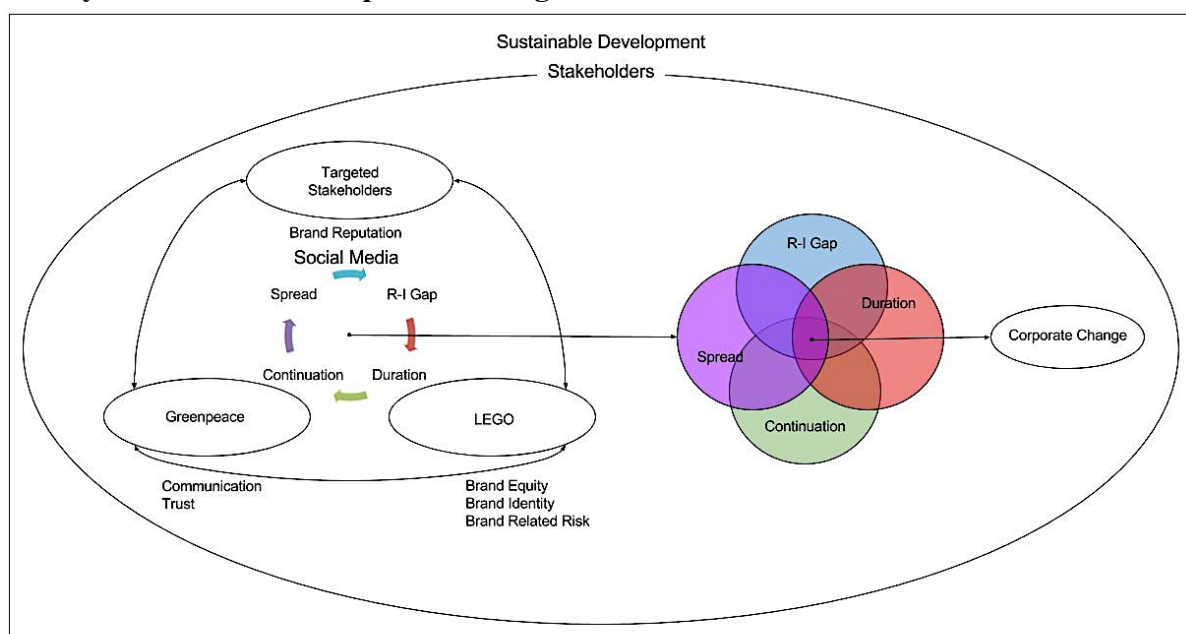 Sustainable Development
Stakeholders
Targeted
Stakeholders
Brand Reputation
Social Media
Spread
R-I Gap
Continuation
Duration
Greenpeace
LEGO
Communication
Trust
Brand Equity
Brand Identity
Brand Related Risk
R-I Gap
Duration
Spread
Continuation
Corporate Change